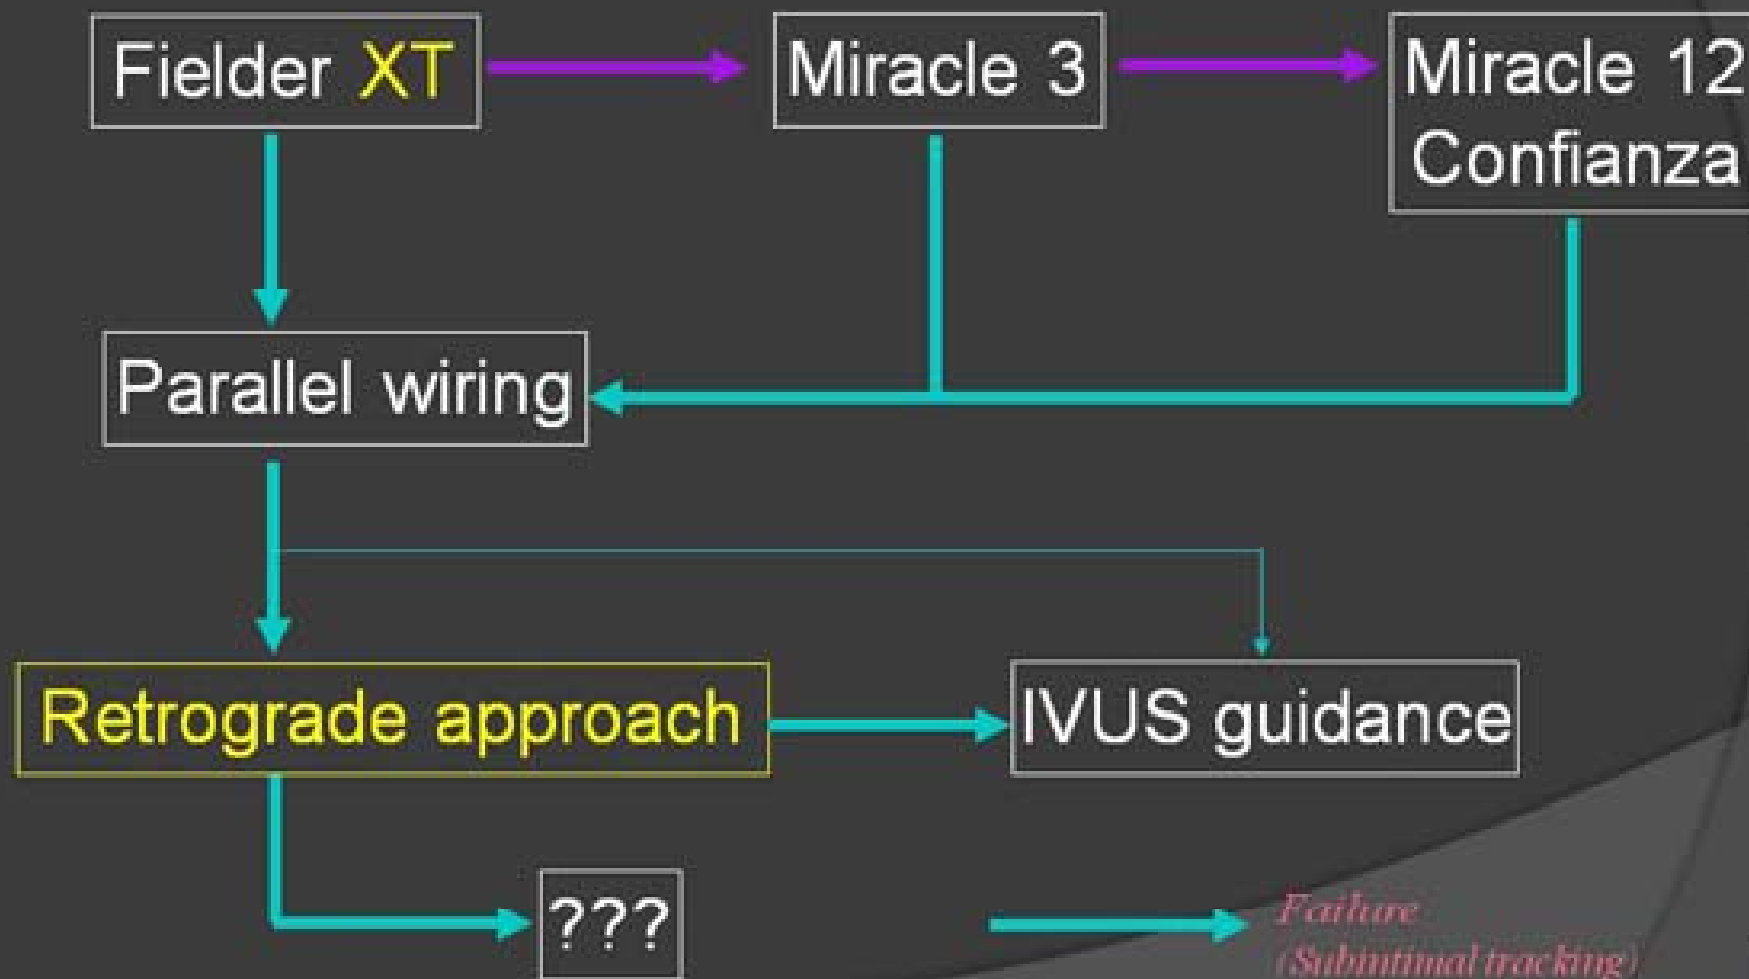 Fielder XT
Miracle 3
Miracle 12
Confianza
Parallel wiring
Retrograde approach
IVUS guidance
???
Failure
(Subintimal tracking)